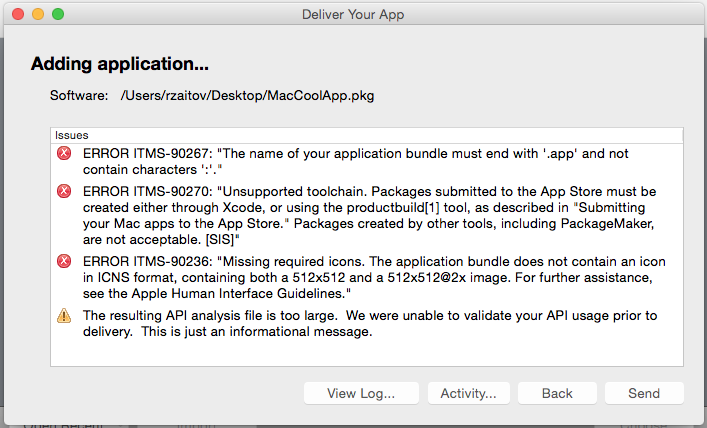 Deliver Your App
Adding application...
Software: /Users/rzaitov/Desktop/MacCoolApp.pkg
Issues
ERROR ITMS-90267: "The name of your application bundle must end with '.app' and not
contain characters ':'."
ERROR ITMS-90270: "Unsupported toolchain. Packages submitted to the App Store must be
created either through Xcode, or using the productbuild[1] tool, as described in "Submitting
your Mac apps to the App Store." Packages created by other tools, including PackageMaker,
are not acceptable. [SIS]"
ERROR ITMS-90236: "Missing required icons. The application bundle does not contain an icon
in ICNS format, containing both a 512x512 and a 512x512@2x image. For further assistance,
see the Apple Human Interface Guidelines."
The resulting API analysis file is too large. We were unable to validate your API usage prior to
delivery. This is just an informational message.
View Log... Activity... Back Send